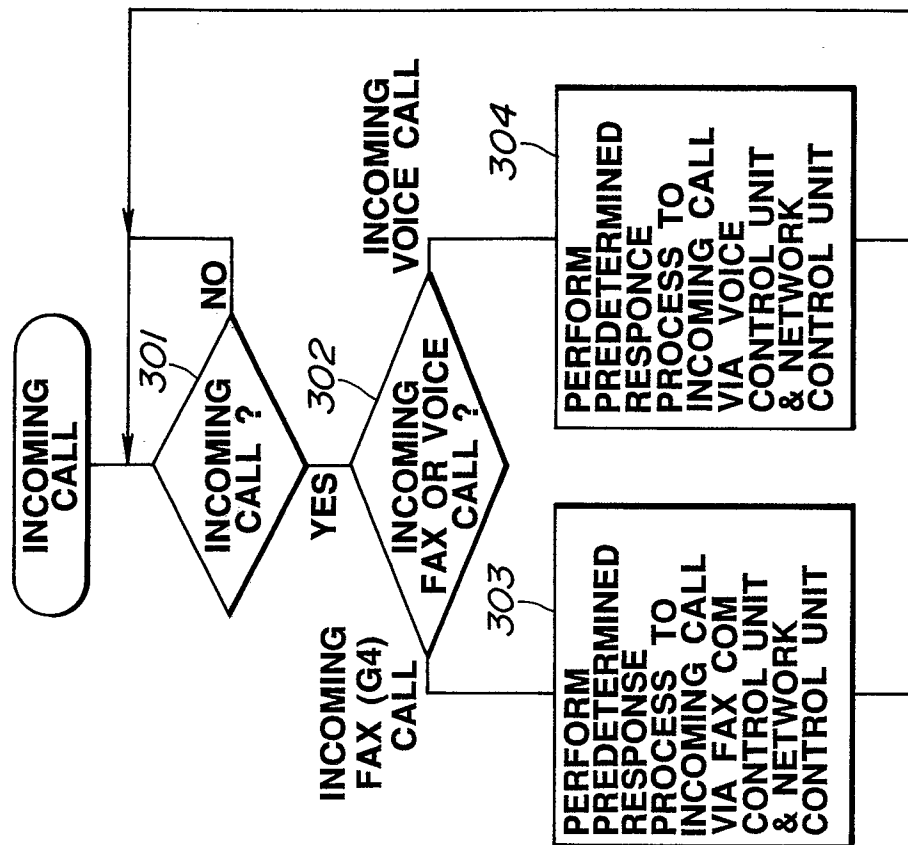 INCOMING
CALL
301
INCOMING
CALL ?
NO
YES
302
INCOMING
FAX OR VOICE
CALL ?
INCOMING
FAX (G4)
CALL
INCOMING
VOICE CALL
303
PERFORM
PREDETERMINED
RESPONSE
PROCESS TO
INCOMING CALL
VIA FAX COM
CONTROL UNIT
& NETWORK
CONTROL UNIT
304
PERFORM
PREDETERMINED
RESPONCE
PROCESS TO
INCOMING CALL
VIA VOICE
CONTROL UNIT
& NETWORK
CONTROL UNIT